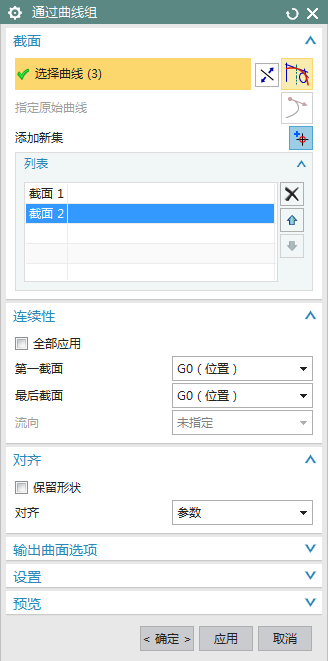 通过曲线组
截面
选择曲线 (3)
指定原始曲线
添加新集
列表
截面 1
截面 2
连续性
全部应用
第一截面 G0（位置）
最后截面 G0（位置）
流向 未指定
对齐
保留形状
对齐 参数
输出曲面选项
设置
预览
< 确定 > 应用 取消